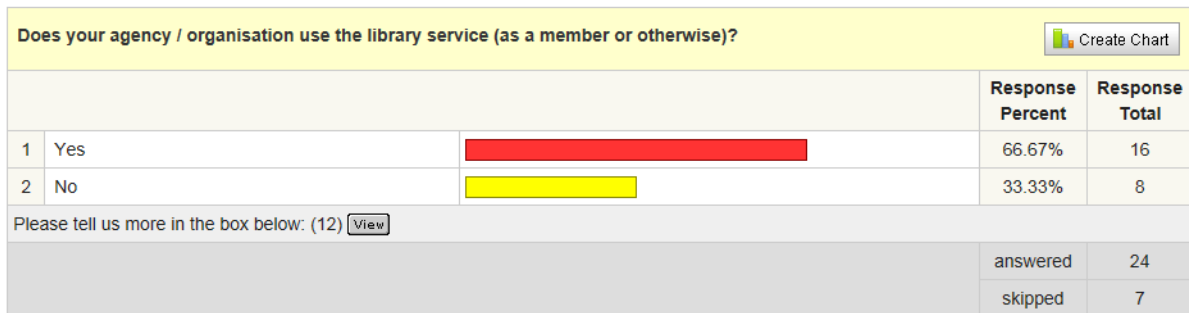 Does your agency / organisation use the library service (as a member or otherwise)?
Create Chart
Response Percent
Response Total
1 Yes 66.67% 16
2 No 33.33% 8
Please tell us more in the box below: (12) View
answered 24
skipped 7